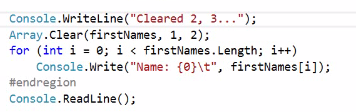 Console.WriteLine("Cleared 2, 3...");
Array.Clear(firstNames, 1, 2);
for (int i = 0; i < firstNames.Length; i++)
    Console.Write("Name: {0}\t", firstNames[i]);
#endregion
Console.ReadLine();